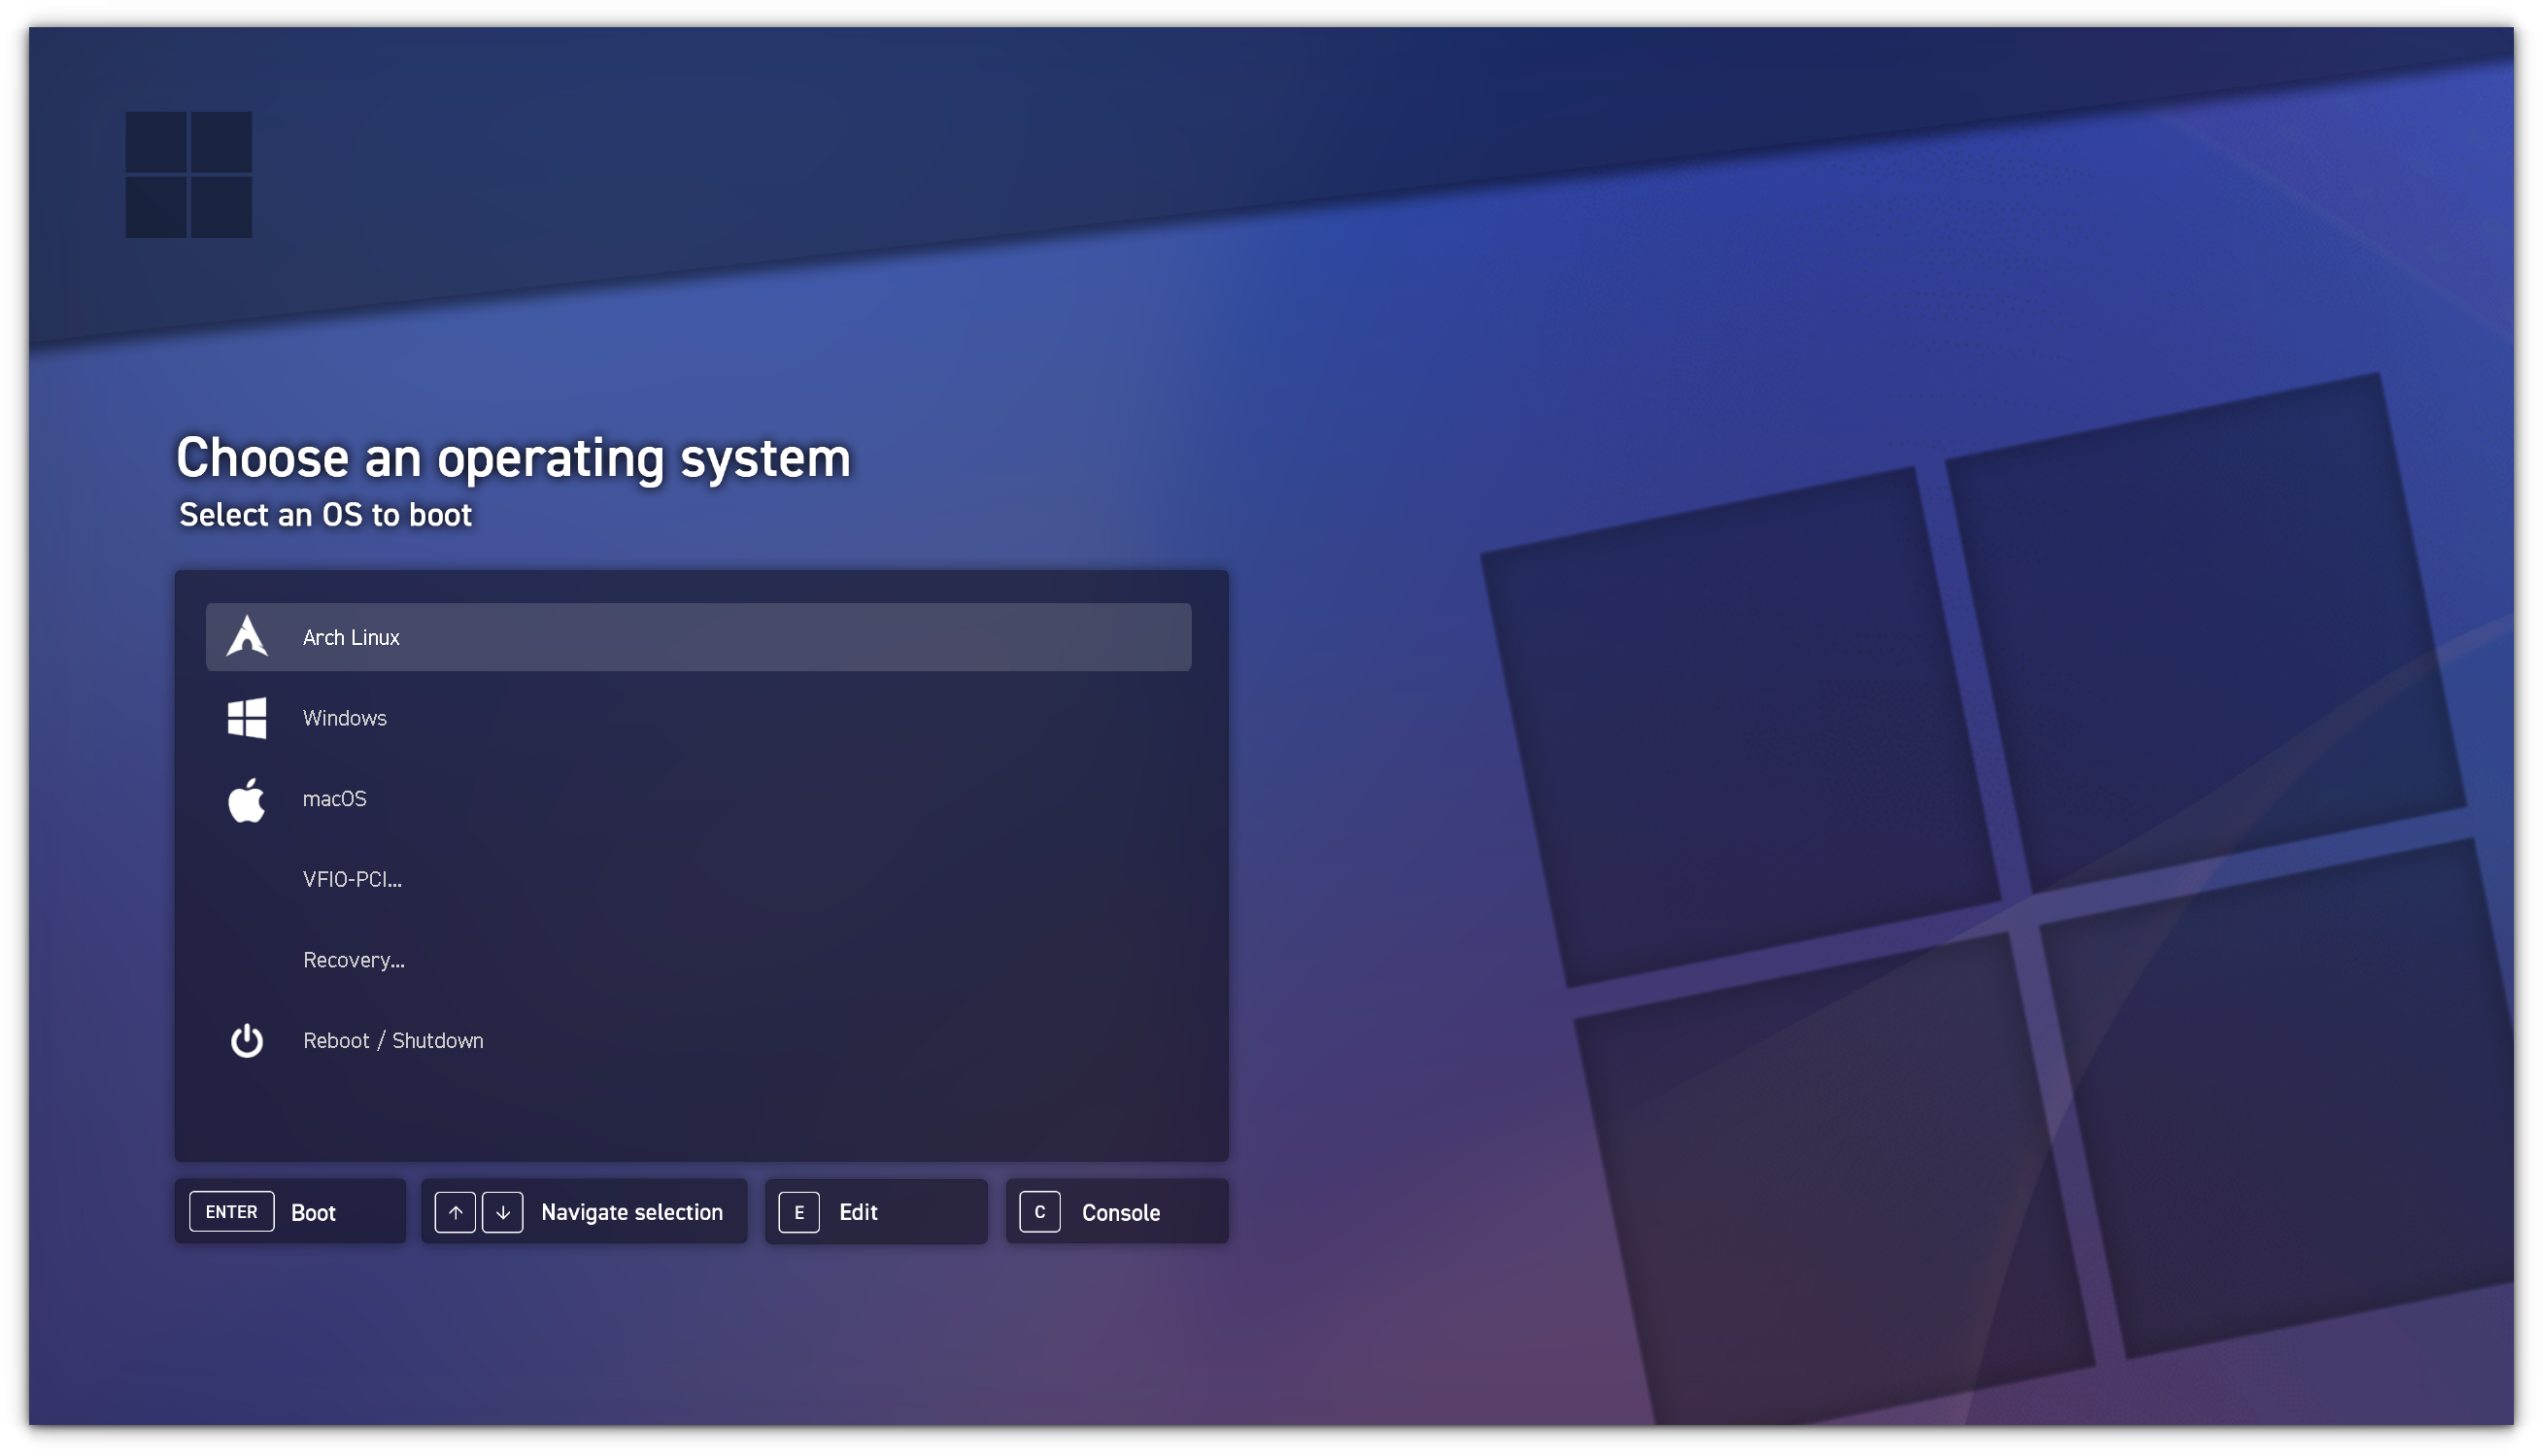 Choose an operating system
Select an OS to boot
Arch Linux
Windows
macOS
VFIO-PCI...
Recovery...
Reboot / Shutdown
ENTER Boot
↑ ↓ Navigate selection
E Edit
C Console